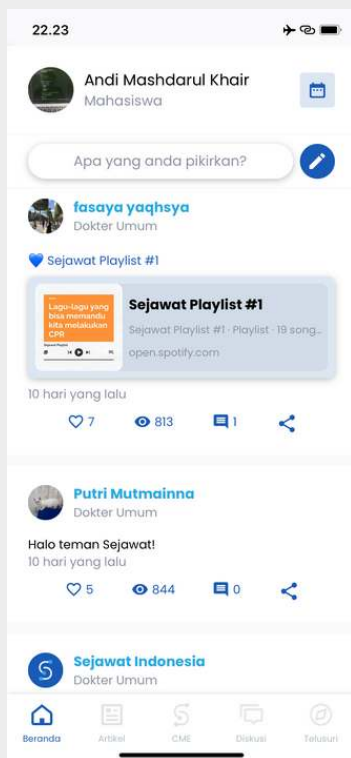 22.23
Andi Mashdarul Khair
Mahasiswa
Apa yang anda pikirkan?
fasaya yaqhsya
Dokter Umum
💙 Sejawat Playlist #1
Lagu-lagu yang
bisa memandu
kita melakukan
CPR
Sejawat Playlist #1
Sejawat Playlist #1 · Playlist · 19 song...
open.spotify.com
10 hari yang lalu
7 813 1
Putri Mutmainna
Dokter Umum
Halo teman Sejawat!
10 hari yang lalu
5 844 0
Sejawat Indonesia
Dokter Umum
Beranda Artikel CME Diskusi Telusuri